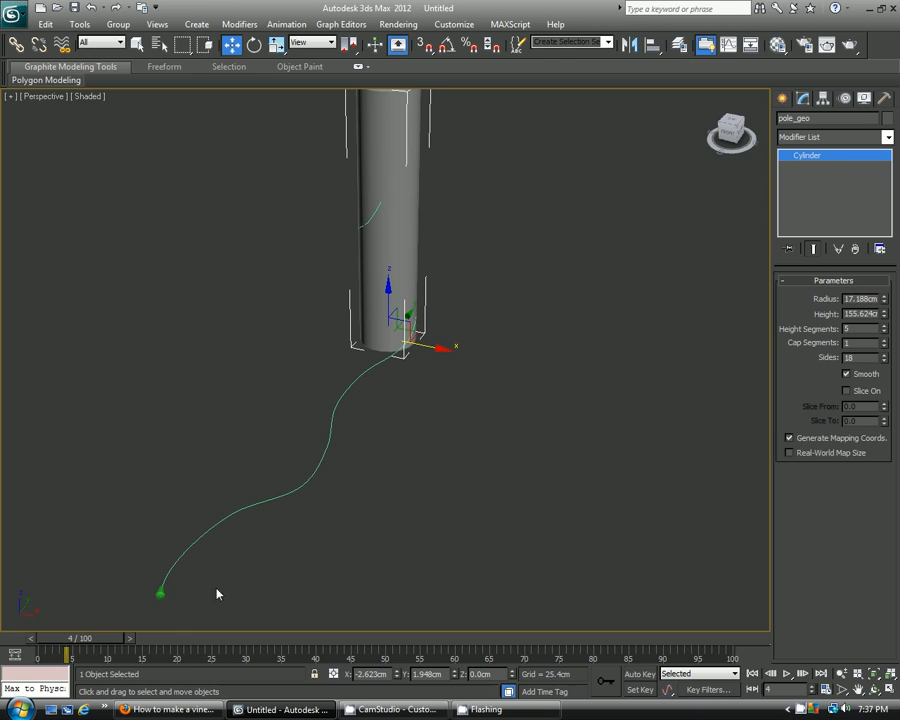 Autodesk 3ds Max 2012 Untitled
Type a keyword or phrase
Edit Tools Group Views Create Modifiers Animation Graph Editors Rendering Customize MAXScript Help
All View Create Selection Se
Graphite Modeling Tools Freeform Selection Object Paint
Polygon Modeling
[ + ] [ Perspective ] [ Shaded ]
pole_geo
Modifier List
Cylinder
Parameters
Radius: 17.188cm
Height: 155.624cm
Height Segments: 5
Cap Segments: 1
Sides: 18
Smooth
Slice On
Slice From: 0.0
Slice To: 0.0
Generate Mapping Coords.
Real-World Map Size
z
x
z
x
< 4 / 100 >
0 5 10 15 20 25 30 35 40 45 50 55 60 65 70 75 80 85 90 95 100
1 Object Selected X: -2.623cm Y: 1.948cm Z: 0.0cm Grid = 25.4cm Auto Key Selected
Max to Physc: Click and drag to select and move objects Add Time Tag Set Key Key Filters... 4
How to make a vine... Untitled - Autodesk ... CamStudio - Custo... Flashing 7:37 PM